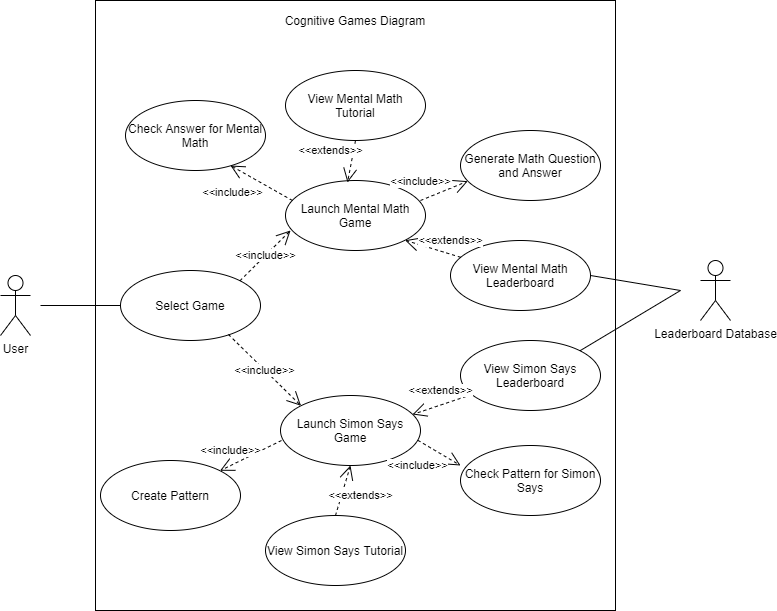 Cognitive Games Diagram
View Mental Math
Tutorial
Check Answer for Mental
Math
<<extends>>
Generate Math Question
and Answer
<<include>>
<<include>>
Launch Mental Math
Game
<<extends>>
<<include>>
View Mental Math
Leaderboard
Select Game
User
Leaderboard Database
View Simon Says
Leaderboard
<<include>>
<<extends>>
Launch Simon Says
Game
<<include>>
<<include>>
Check Pattern for Simon
Says
Create Pattern
<<extends>>
View Simon Says Tutorial